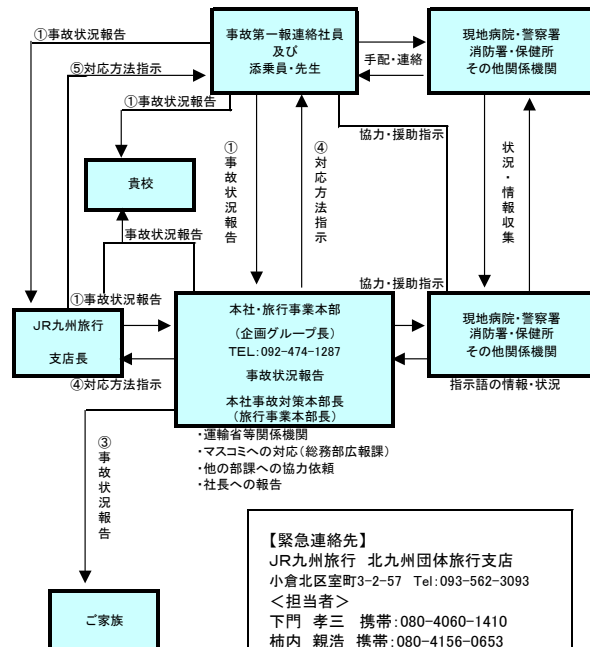 ①事故状況報告
事故第一報連絡社員
及び
添乗員・先生
手配・連絡
現地病院・警察署
消防署・保健所
その他関係機関
⑤対応方法指示
①事故状況報告
協力・援助指示
①事故状況報告
④対応方法指示
状況・情報収集
貴校
事故状況報告
協力・援助指示
①事故状況報告
JR九州旅行
支店長
本社・旅行事業本部
(企画グループ長)
TEL:092-474-1287
事故状況報告
本社事故対策本部長
(旅行事業本部長)
現地病院・警察署
消防署・保健所
その他関係機関
④対応方法指示
指示語の情報・状況
・運輸省等関係機関
・マスコミへの対応(総務部広報課)
・他の部課への協力依頼
・社長への報告
③事故状況報告
ご家族
【緊急連絡先】
JR九州旅行 北九州団体旅行支店
小倉北区室町3-2-57 Tel:093-562-3093
<担当者>
下門 孝三 携帯:080-4060-1410
柿内 親浩 携帯:080-4156-0653